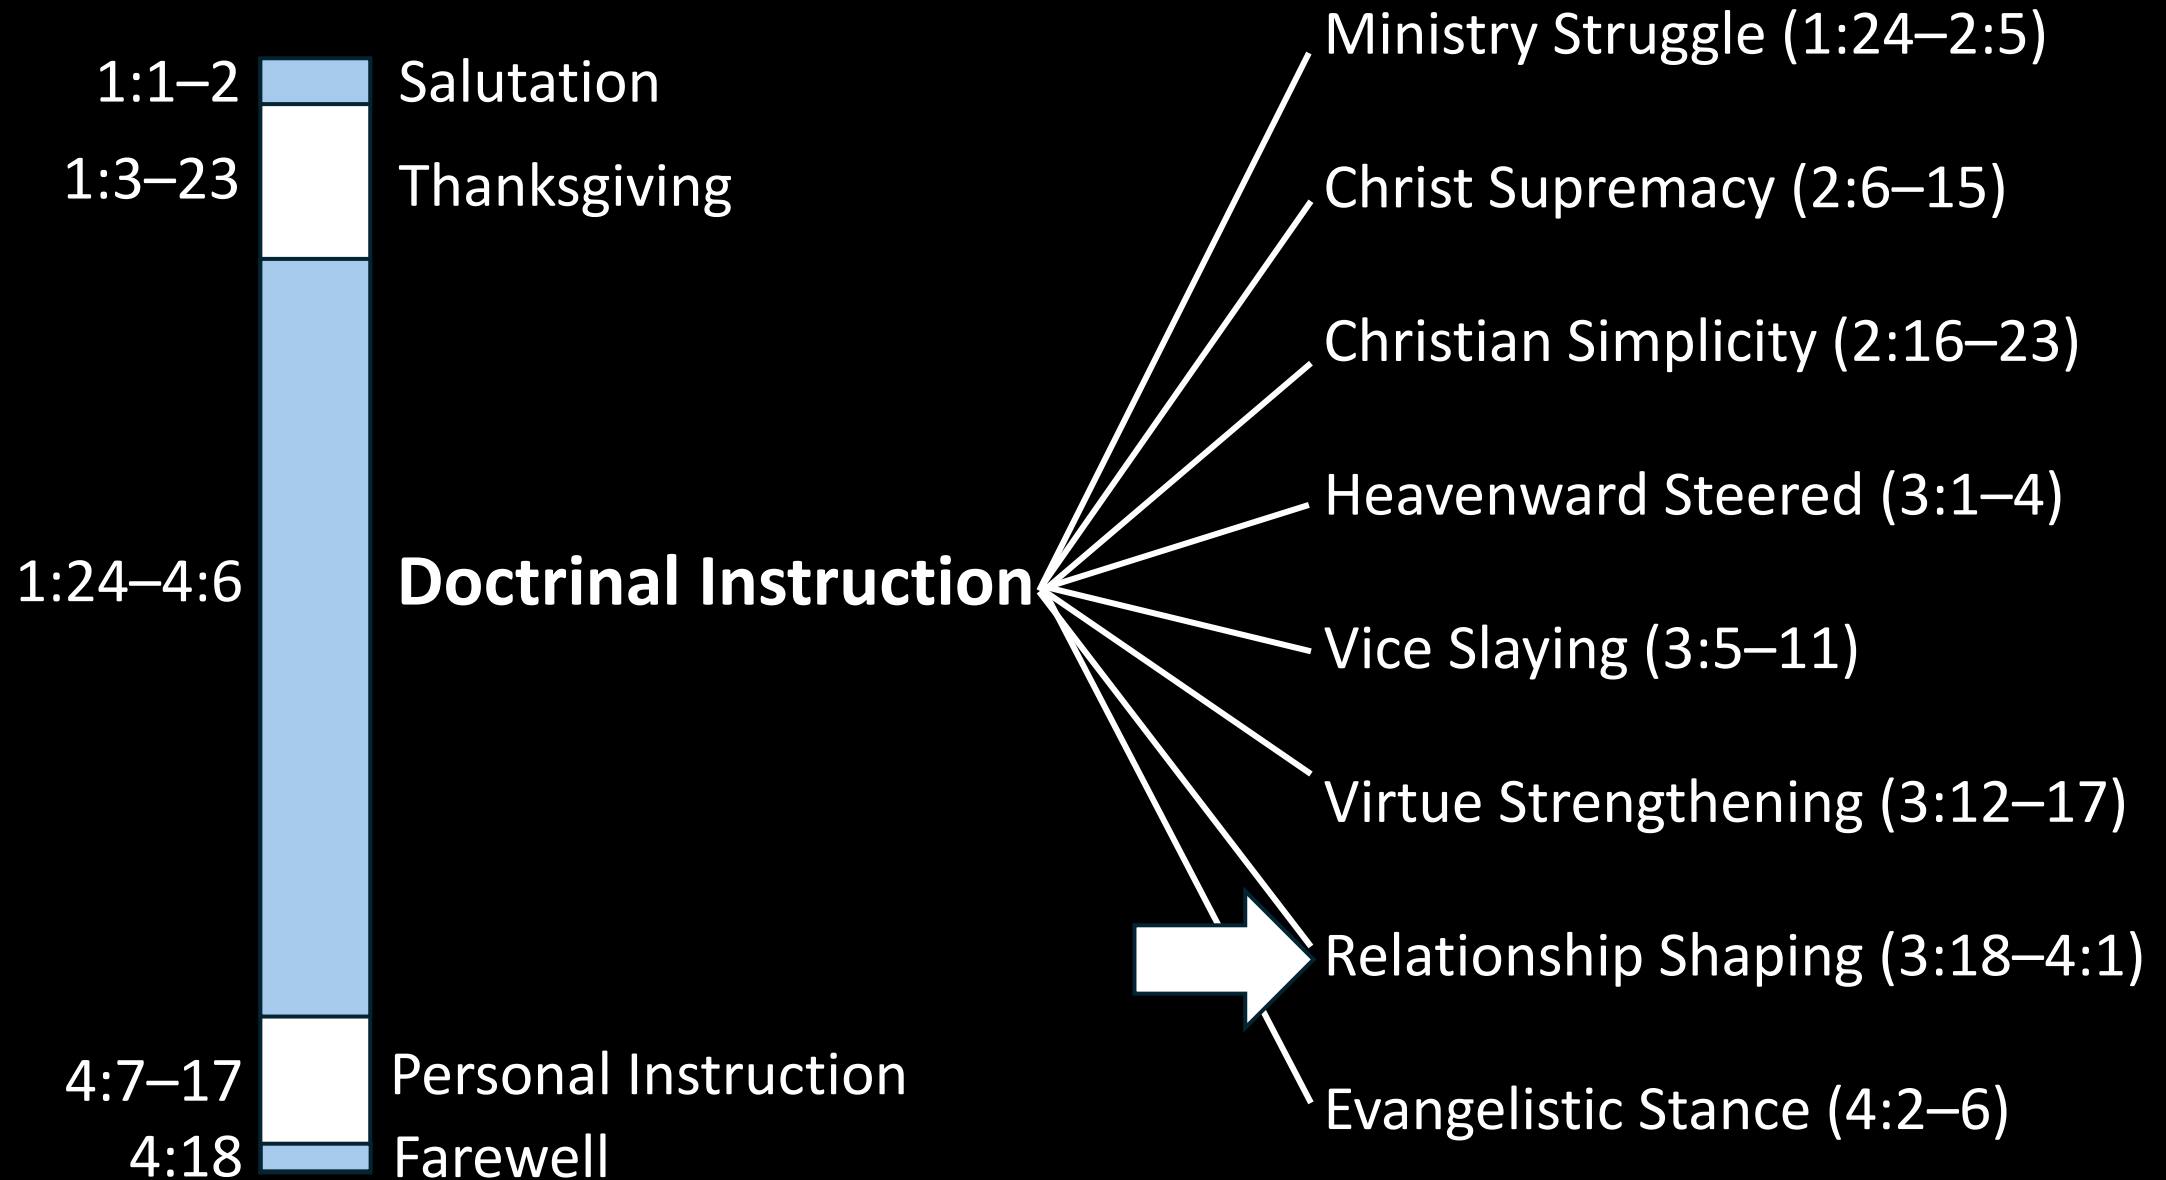 1:1–2 Salutation
1:3–23 Thanksgiving
1:24–4:6 Doctrinal Instruction
4:7–17 Personal Instruction
4:18 Farewell
Ministry Struggle (1:24–2:5)
Christ Supremacy (2:6–15)
Christian Simplicity (2:16–23)
Heavenward Steered (3:1–4)
Vice Slaying (3:5–11)
Virtue Strengthening (3:12–17)
Relationship Shaping (3:18–4:1)
Evangelistic Stance (4:2–6)